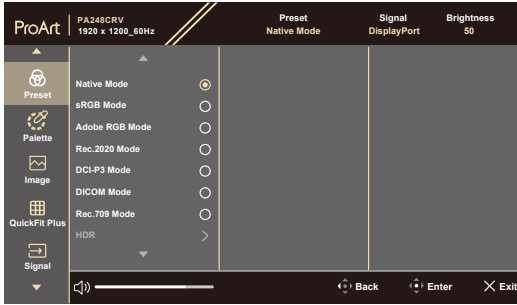 ProArt
PA248CRV
1920 x 1200_60Hz
Preset
Native Mode
Signal
DisplayPort
Brightness
50
Preset
Palette
Image
QuickFit Plus
Signal
Native Mode
sRGB Mode
Adobe RGB Mode
Rec.2020 Mode
DCI-P3 Mode
DICOM Mode
Rec.709 Mode
HDR
Back
Enter
Exit